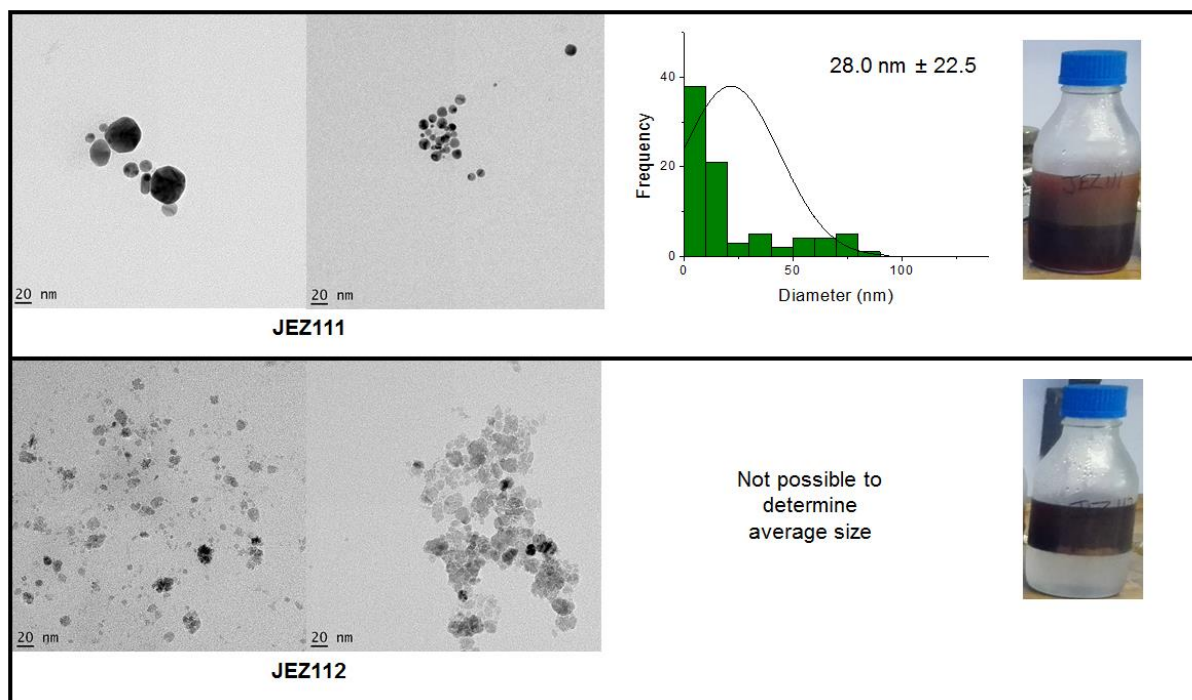 20 nm
20 nm
JEZ111
40
20
0
Frequency
0
50
100
Diameter (nm)
28.0 nm ± 22.5
JEZ111
20 nm
20 nm
JEZ112
Not possible to
determine
average size